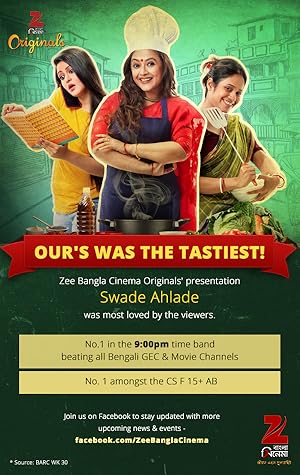 Z
Originals
OUR'S WAS THE TASTIEST!
Zee Bangla Cinema Originals' presentation
Swade Ahlade
was most loved by the viewers.
No.1 in the 9:00pm time band
beating all Bengali GEC & Movie Channels
No. 1 amongst the CS F 15+ AB
Join us on Facebook to stay updated with more
upcoming news & events -
facebook.com/ZeeBanglaCinema
* Source: BARC WK 30
Z
বাংলা
সিনেমা